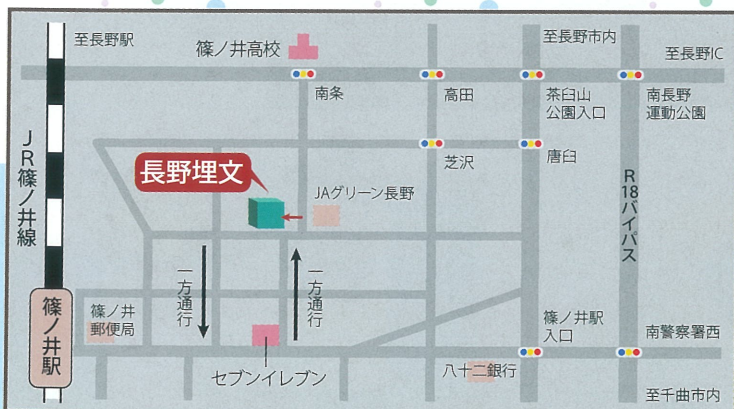 至長野駅
篠ノ井高校
至長野市内
至長野IC
南条
高田
茶臼山
公園入口
南長野
運動公園
JR篠ノ井線
芝沢
唐臼
長野埋文
JAグリーン長野
R18バイパス
一方通行
一方通行
篠ノ井駅
篠ノ井
郵便局
篠ノ井駅
入口
南警察署西
セブンイレブン
八十二銀行
至千曲市内